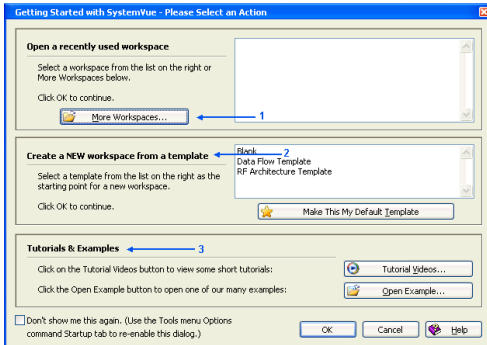 Getting Started with SystemVue - Please Select an Action
Open a recently used workspace
Select a workspace from the list on the right or
More Workspaces below.
Click OK to continue.
More Workspaces...
1
Create a NEW workspace from a template
2
Select a template from the list on the right as the
starting point for a new workspace.
Click OK to continue.
Blank
Data Flow Template
RF Architecture Template
Make This My Default Template
Tutorials & Examples
3
Click on the Tutorial Videos button to view some short tutorials:
Tutorial Videos...
Click the Open Example button to open one of our many examples:
Open Example...
Don't show me this again. (Use the Tools menu Options
command Startup tab to re-enable this dialog.)
OK
Cancel
Help